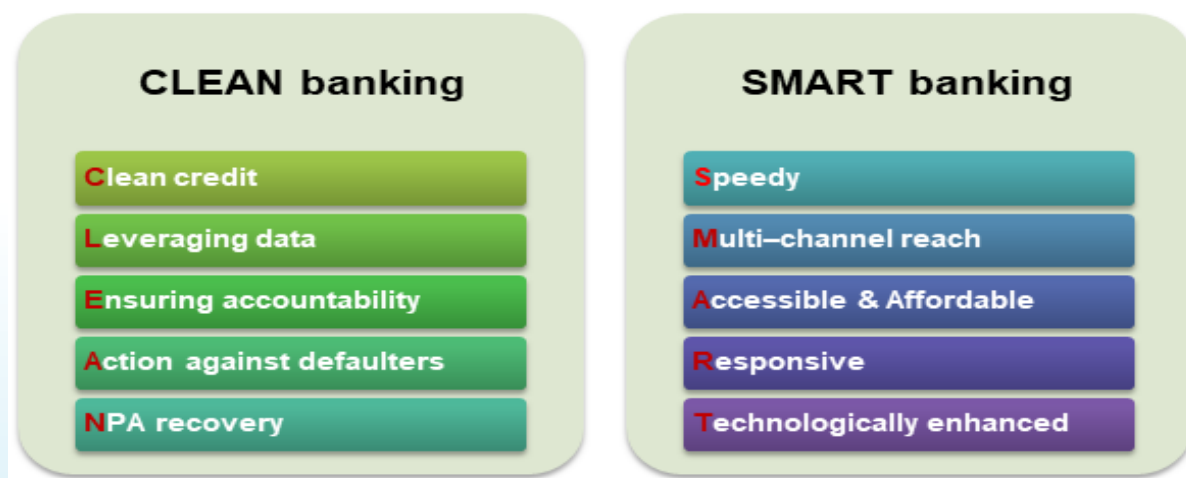 CLEAN banking
Clean credit
Leveraging data
Ensuring accountability
Action against defaulters
NPA recovery
SMART banking
Speedy
Multi–channel reach
Accessible & Affordable
Responsive
Technologically enhanced